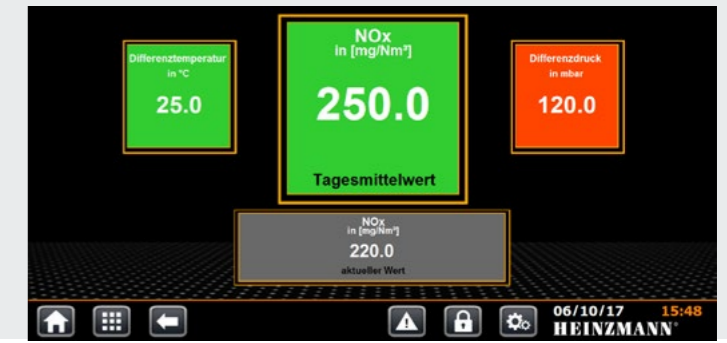 Differenztemperatur
in °C
25.0
NOx
in [mg/Nm³]
250.0
Tagesmittelwert
Differenzdruck
in mbar
120.0
NOx
in [mg/Nm³]
220.0
aktueller Wert
06/10/17 15:48
HEINZMANN®